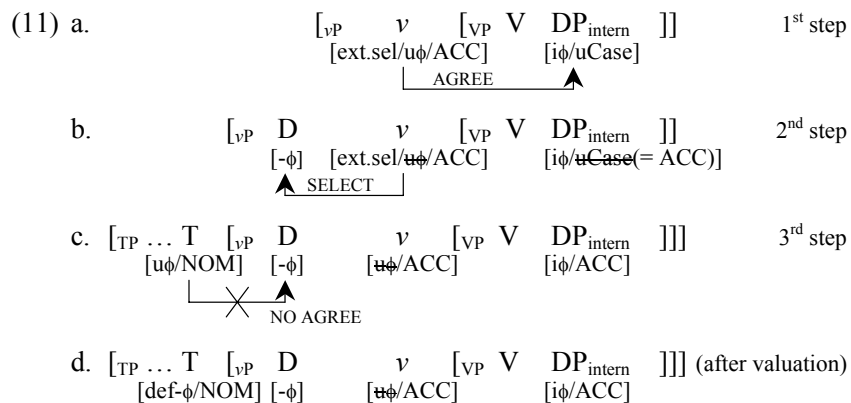 (11) a. [vP v [VP V DPintern ]] 1st step
[ext.sel/uϕ/ACC] [iϕ/uCase]
AGREE
b. [vP D v [VP V DPintern ]] 2nd step
[-ϕ] [ext.sel/uϕ/ACC] [iϕ/uCase(= ACC)]
SELECT
c. [TP … T [vP D v [VP V DPintern ]]] 3rd step
[uϕ/NOM] [-ϕ] [uϕ/ACC] [iϕ/ACC]
NO AGREE
d. [TP … T [vP D v [VP V DPintern ]]] (after valuation)
[def-ϕ/NOM] [-ϕ] [uϕ/ACC] [iϕ/ACC]